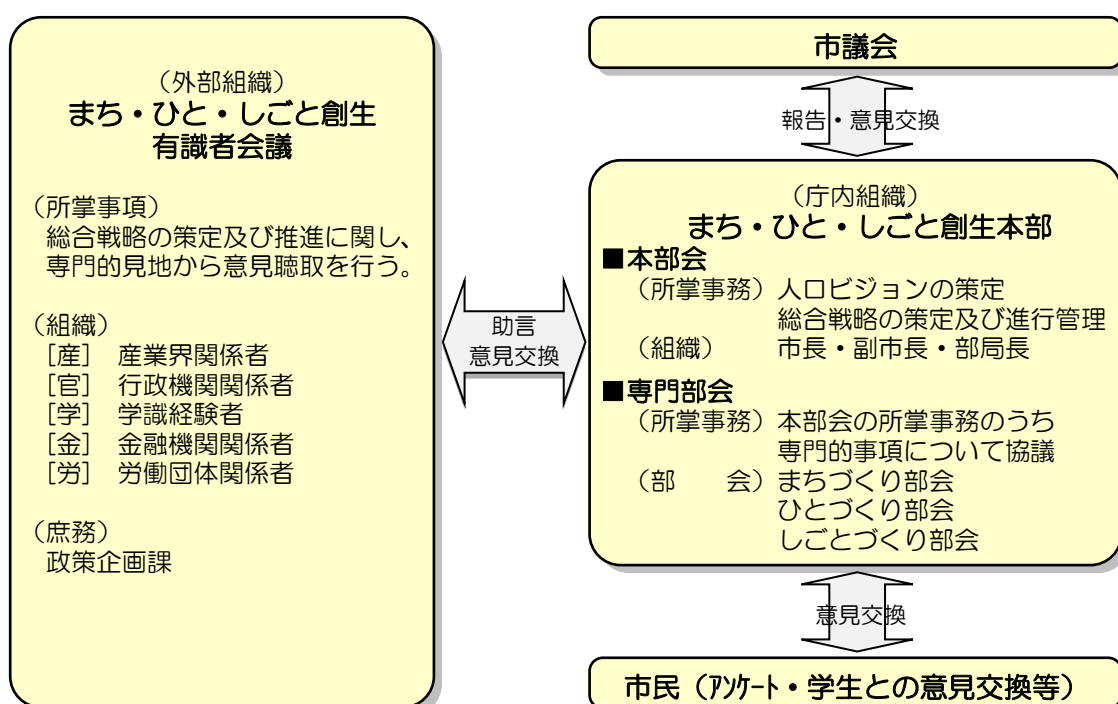 （外部組織）
まち・ひと・しごと創生
有識者会議
（所掌事項）
総合戦略の策定及び推進に関し、
専門的見地から意見聴取を行う。
（組織）
［産］　産業界関係者
［官］　行政機関関係者
［学］　学識経験者
［金］　金融機関関係者
［労］　労働団体関係者
（庶務）
政策企画課
助言
意見交換
市議会
報告・意見交換
（庁内組織）
まち・ひと・しごと創生本部
■本部会
（所掌事務）人口ビジョンの策定
総合戦略の策定及び進行管理
（組織）　　市長・副市長・部局長
■専門部会
（所掌事務）本部会の所掌事務のうち
専門的事項について協議
（部　　会）まちづくり部会
ひとづくり部会
しごとづくり部会
意見交換
市民（ｱﾝｹｰﾄ・学生との意見交換等）